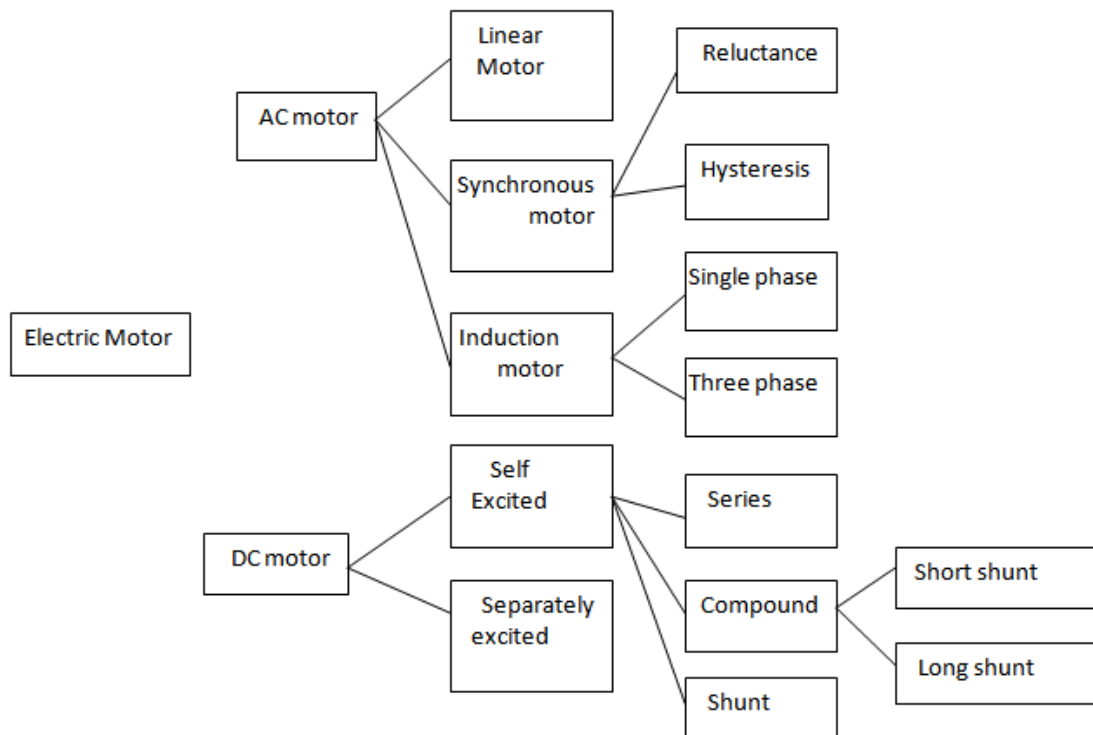 Linear
Motor
Reluctance
AC motor
Synchronous
motor
Hysteresis
Single phase
Electric Motor
Induction
motor
Three phase
Self
Excited
Series
DC motor
Short shunt
Separately
excited
Compound
Long shunt
Shunt